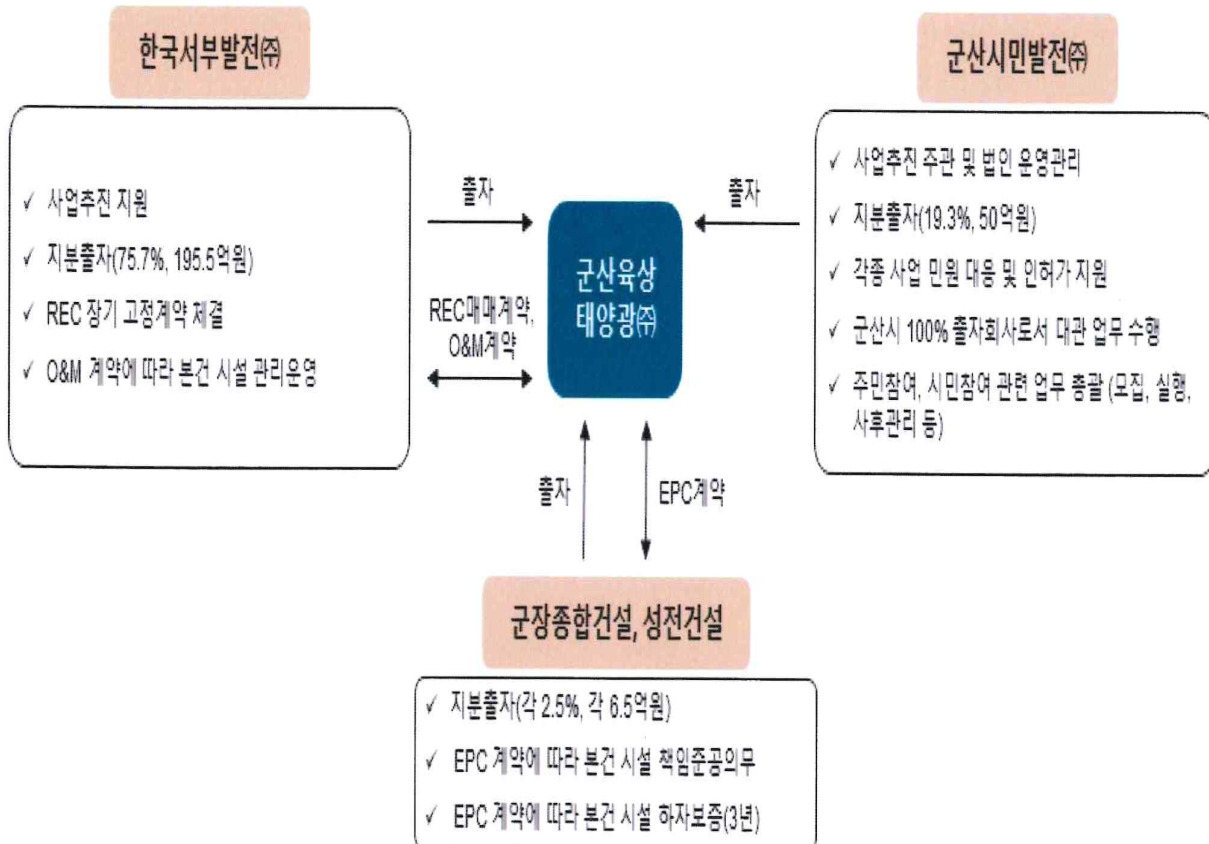 한국서부발전㈜
✓ 사업추진 지원
✓ 지분출자(75.7%, 195.5억원)
✓ REC 장기 고정계약 체결
✓ O&M 계약에 따라 본건 시설 관리운영
출자
REC매매계약,
O&M계약
군산육상
태양광㈜
출자
군산시민발전㈜
✓ 사업추진 주관 및 법인 운영관리
✓ 지분출자(19.3%, 50억원)
✓ 각종 사업 민원 대응 및 인허가 지원
✓ 군산시 100% 출자회사로서 대관 업무 수행
✓ 주민참여, 시민참여 관련 업무 총괄 (모집, 실행,
사후관리 등)
출자
EPC계약
군장종합건설, 성전건설
✓ 지분출자(각 2.5%, 각 6.5억원)
✓ EPC 계약에 따라 본건 시설 책임준공의무
✓ EPC 계약에 따라 본건 시설 하자보증(3년)